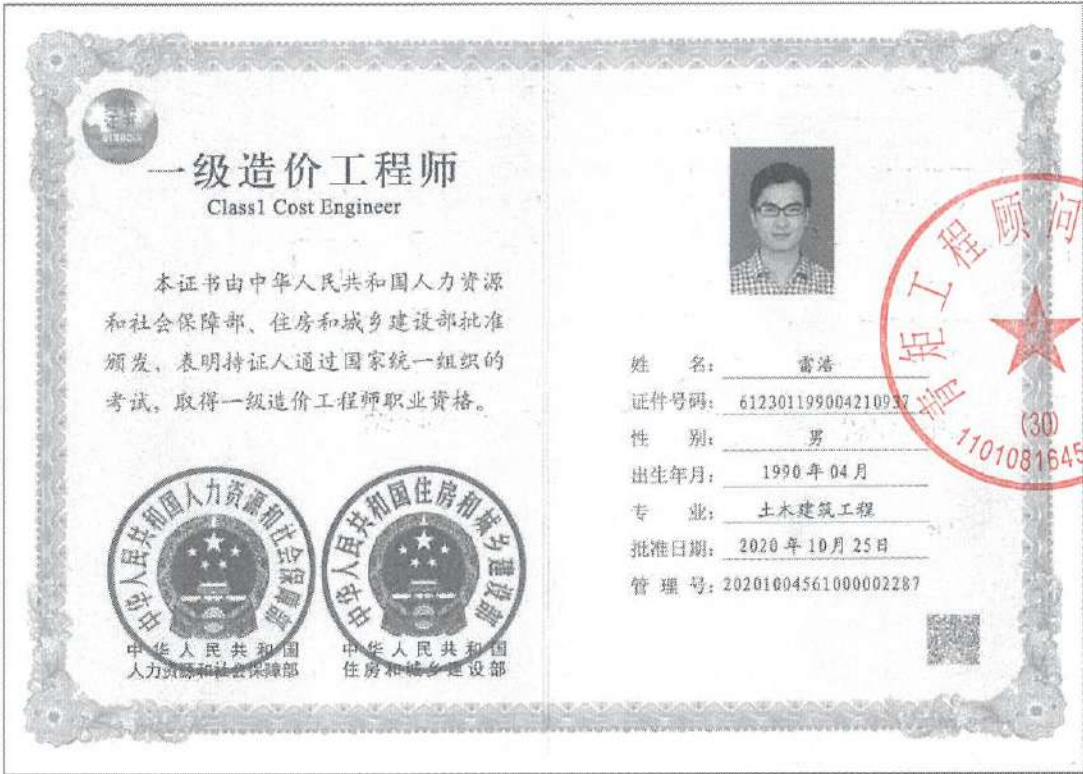 一级造价工程师
Class1 Cost Engineer
本证书由中华人民共和国人力资源
和社会保障部、住房和城乡建设部批准
颁发，表明持证人通过国家统一组织的
考试，取得一级造价工程师职业资格。
中华人民共和国人力资源和社会保障部
中华人民共和国
人力资源和社会保障部
中华人民共和国住房和城乡建设部
中华人民共和国
住房和城乡建设部
姓 名： 雷浩
证件号码： 612301199004210937
性 别： 男
出生年月： 1990年04月
专 业： 土木建筑工程
批准日期： 2020年10月25日
管 理 号： 20201004561000002287
青矩工程顾问
(30)
1101081645